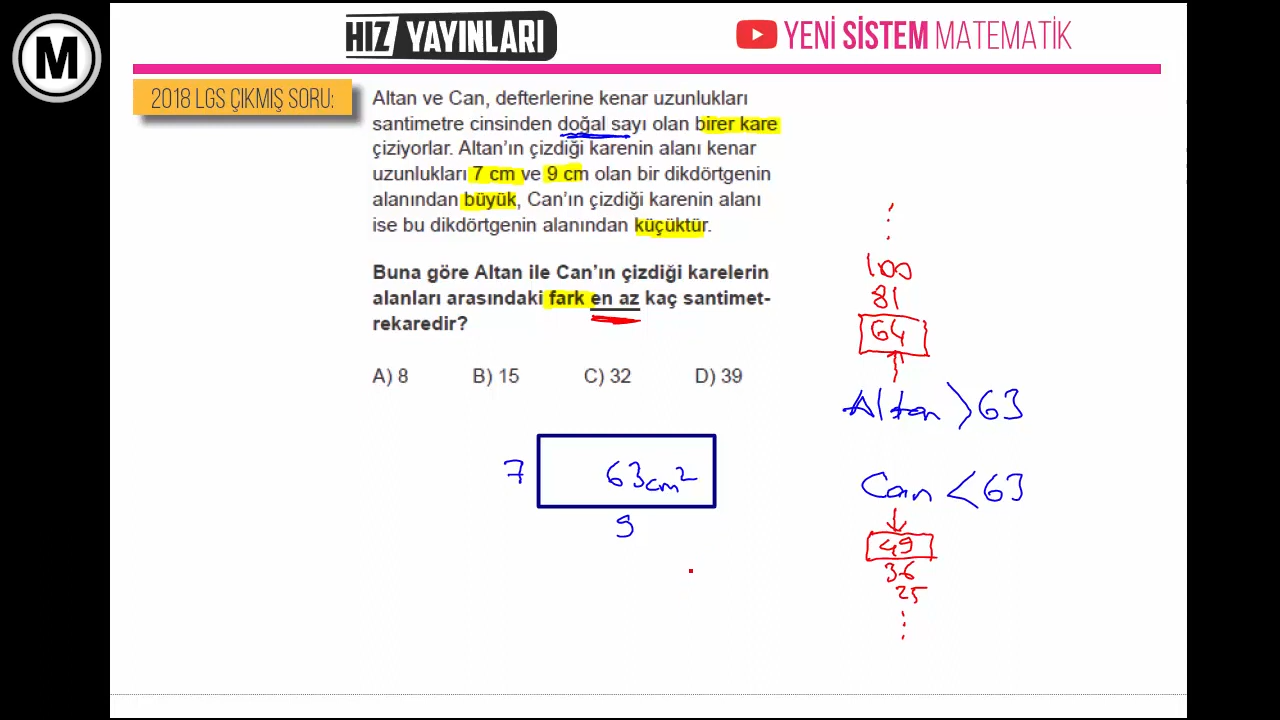 M
HIZ YAYINLARI
YENİ SİSTEM MATEMATİK
2018 LGS ÇIKMIŞ SORU:
Altan ve Can, defterlerine kenar uzunlukları
santimetre cinsinden doğal sayı olan birer kare
çiziyorlar. Altan’ın çizdiği karenin alanı kenar
uzunlukları 7 cm ve 9 cm olan bir dikdörtgenin
alanından büyük, Can’ın çizdiği karenin alanı
ise bu dikdörtgenin alanından küçüktür.
Buna göre Altan ile Can’ın çizdiği karelerin
alanları arasındaki fark en az kaç santimet-
rekaredir?
A) 8 B) 15 C) 32 D) 39
7 63cm²
9
100
81
64
Altan > 63
Can < 63
49
36
25